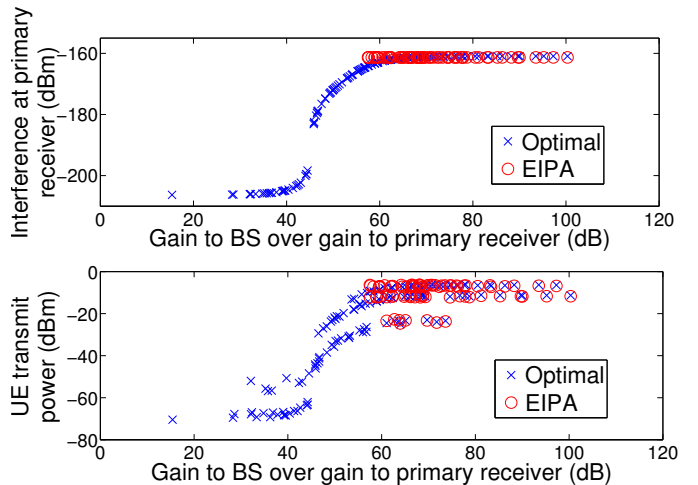 Interference at primary
receiver (dBm)
−160
−180
−200
0
20
40
60
80
100
120
Optimal
EIPA
Gain to BS over gain to primary receiver (dB)
UE transmit
power (dBm)
0
−20
−40
−60
−80
0
20
40
60
80
100
120
Optimal
EIPA
Gain to BS over gain to primary receiver (dB)